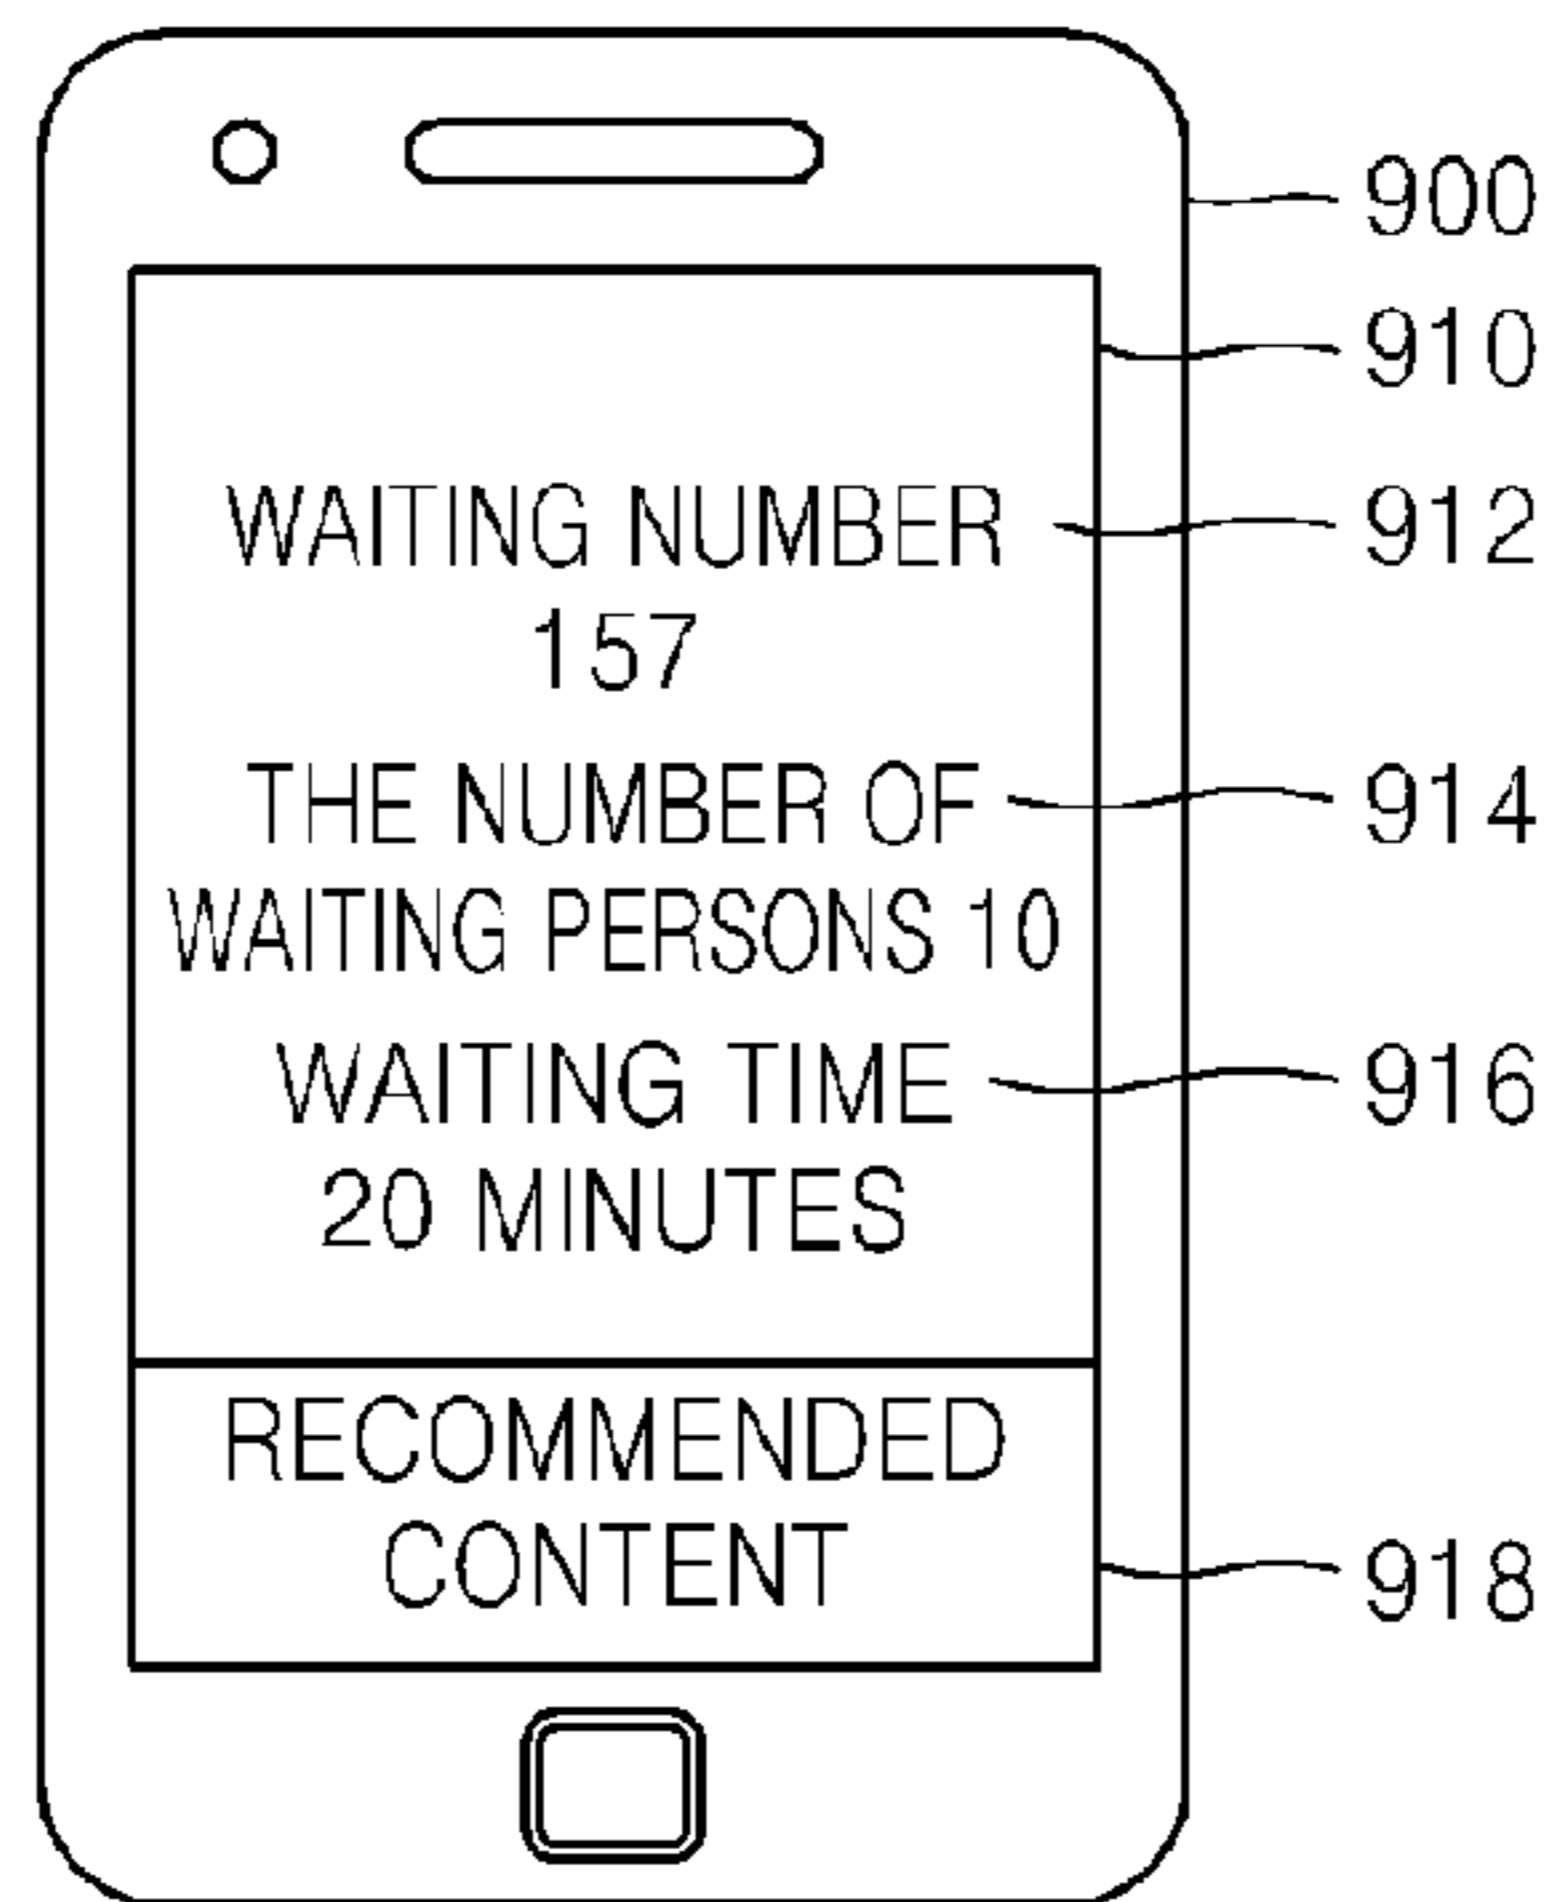 900
910
WAITING NUMBER 912
157
THE NUMBER OF 914
WAITING PERSONS 10
WAITING TIME 916
20 MINUTES
RECOMMENDED
CONTENT 918